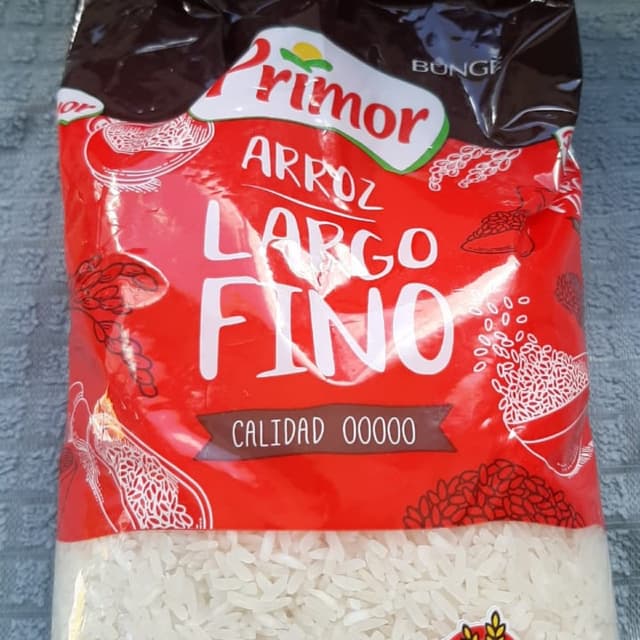 Primor
BUNGE
ARROZ
LARGO
FINO
CALIDAD 00000